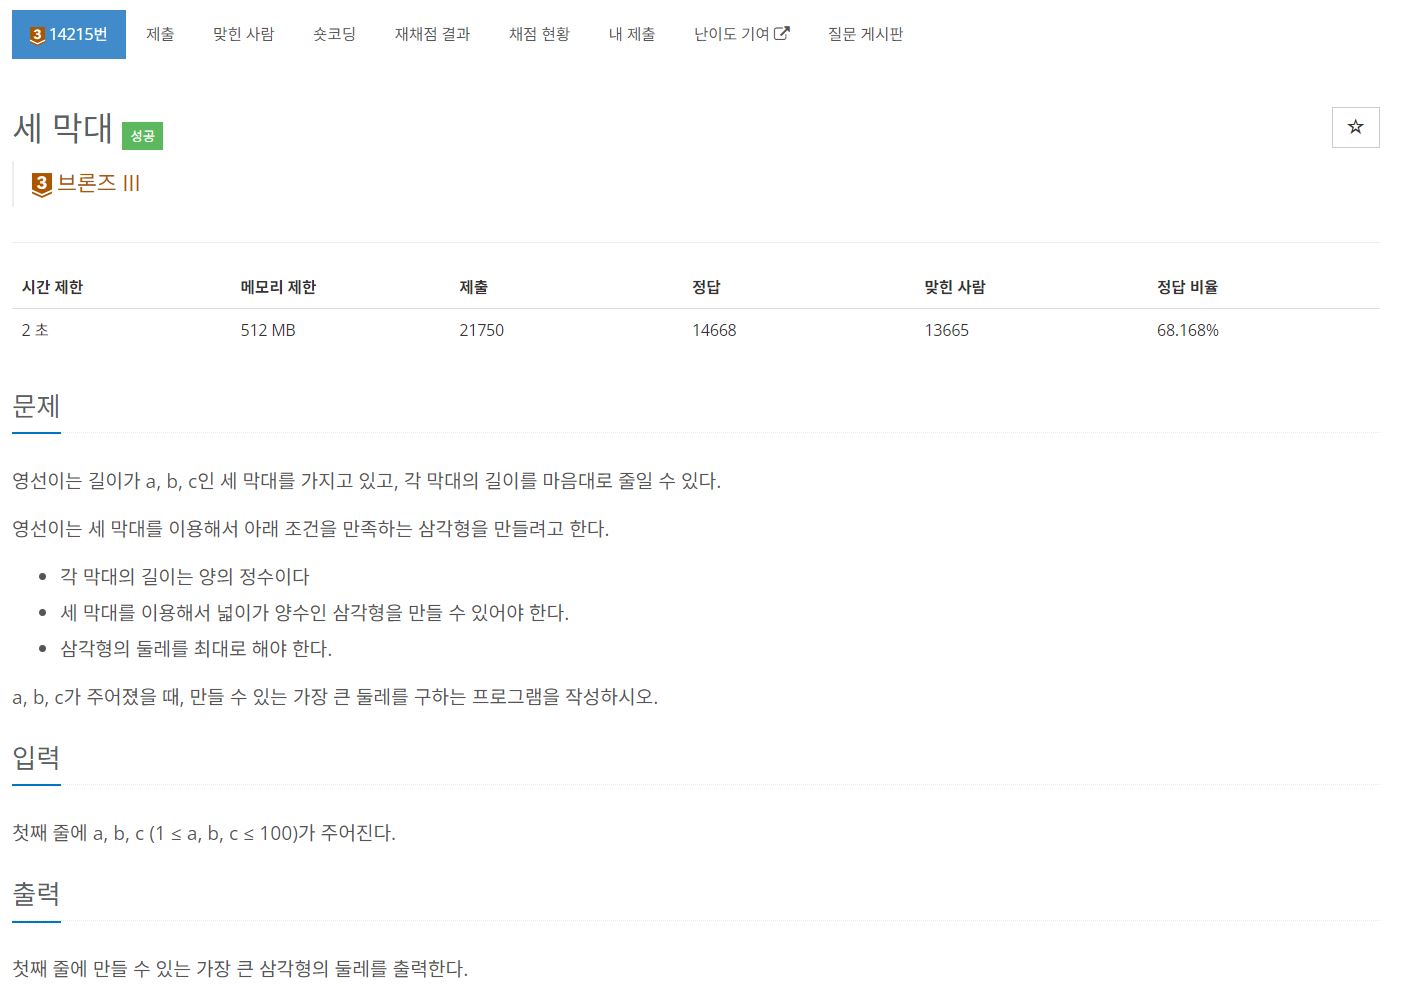 3 14215번 제출 맞힌 사람 숏코딩 재채점 결과 채점 현황 내 제출 난이도 기여 질문 게시판
세 막대 성공
3 브론즈 III
시간 제한 메모리 제한 제출 정답 맞힌 사람 정답 비율
2 초 512 MB 21750 14668 13665 68.168%
문제
영선이는 길이가 a, b, c인 세 막대를 가지고 있고, 각 막대의 길이를 마음대로 줄일 수 있다.
영선이는 세 막대를 이용해서 아래 조건을 만족하는 삼각형을 만들려고 한다.
• 각 막대의 길이는 양의 정수이다
• 세 막대를 이용해서 넓이가 양수인 삼각형을 만들 수 있어야 한다.
• 삼각형의 둘레를 최대로 해야 한다.
a, b, c가 주어졌을 때, 만들 수 있는 가장 큰 둘레를 구하는 프로그램을 작성하시오.
입력
첫째 줄에 a, b, c (1 ≤ a, b, c ≤ 100)가 주어진다.
출력
첫째 줄에 만들 수 있는 가장 큰 삼각형의 둘레를 출력한다.